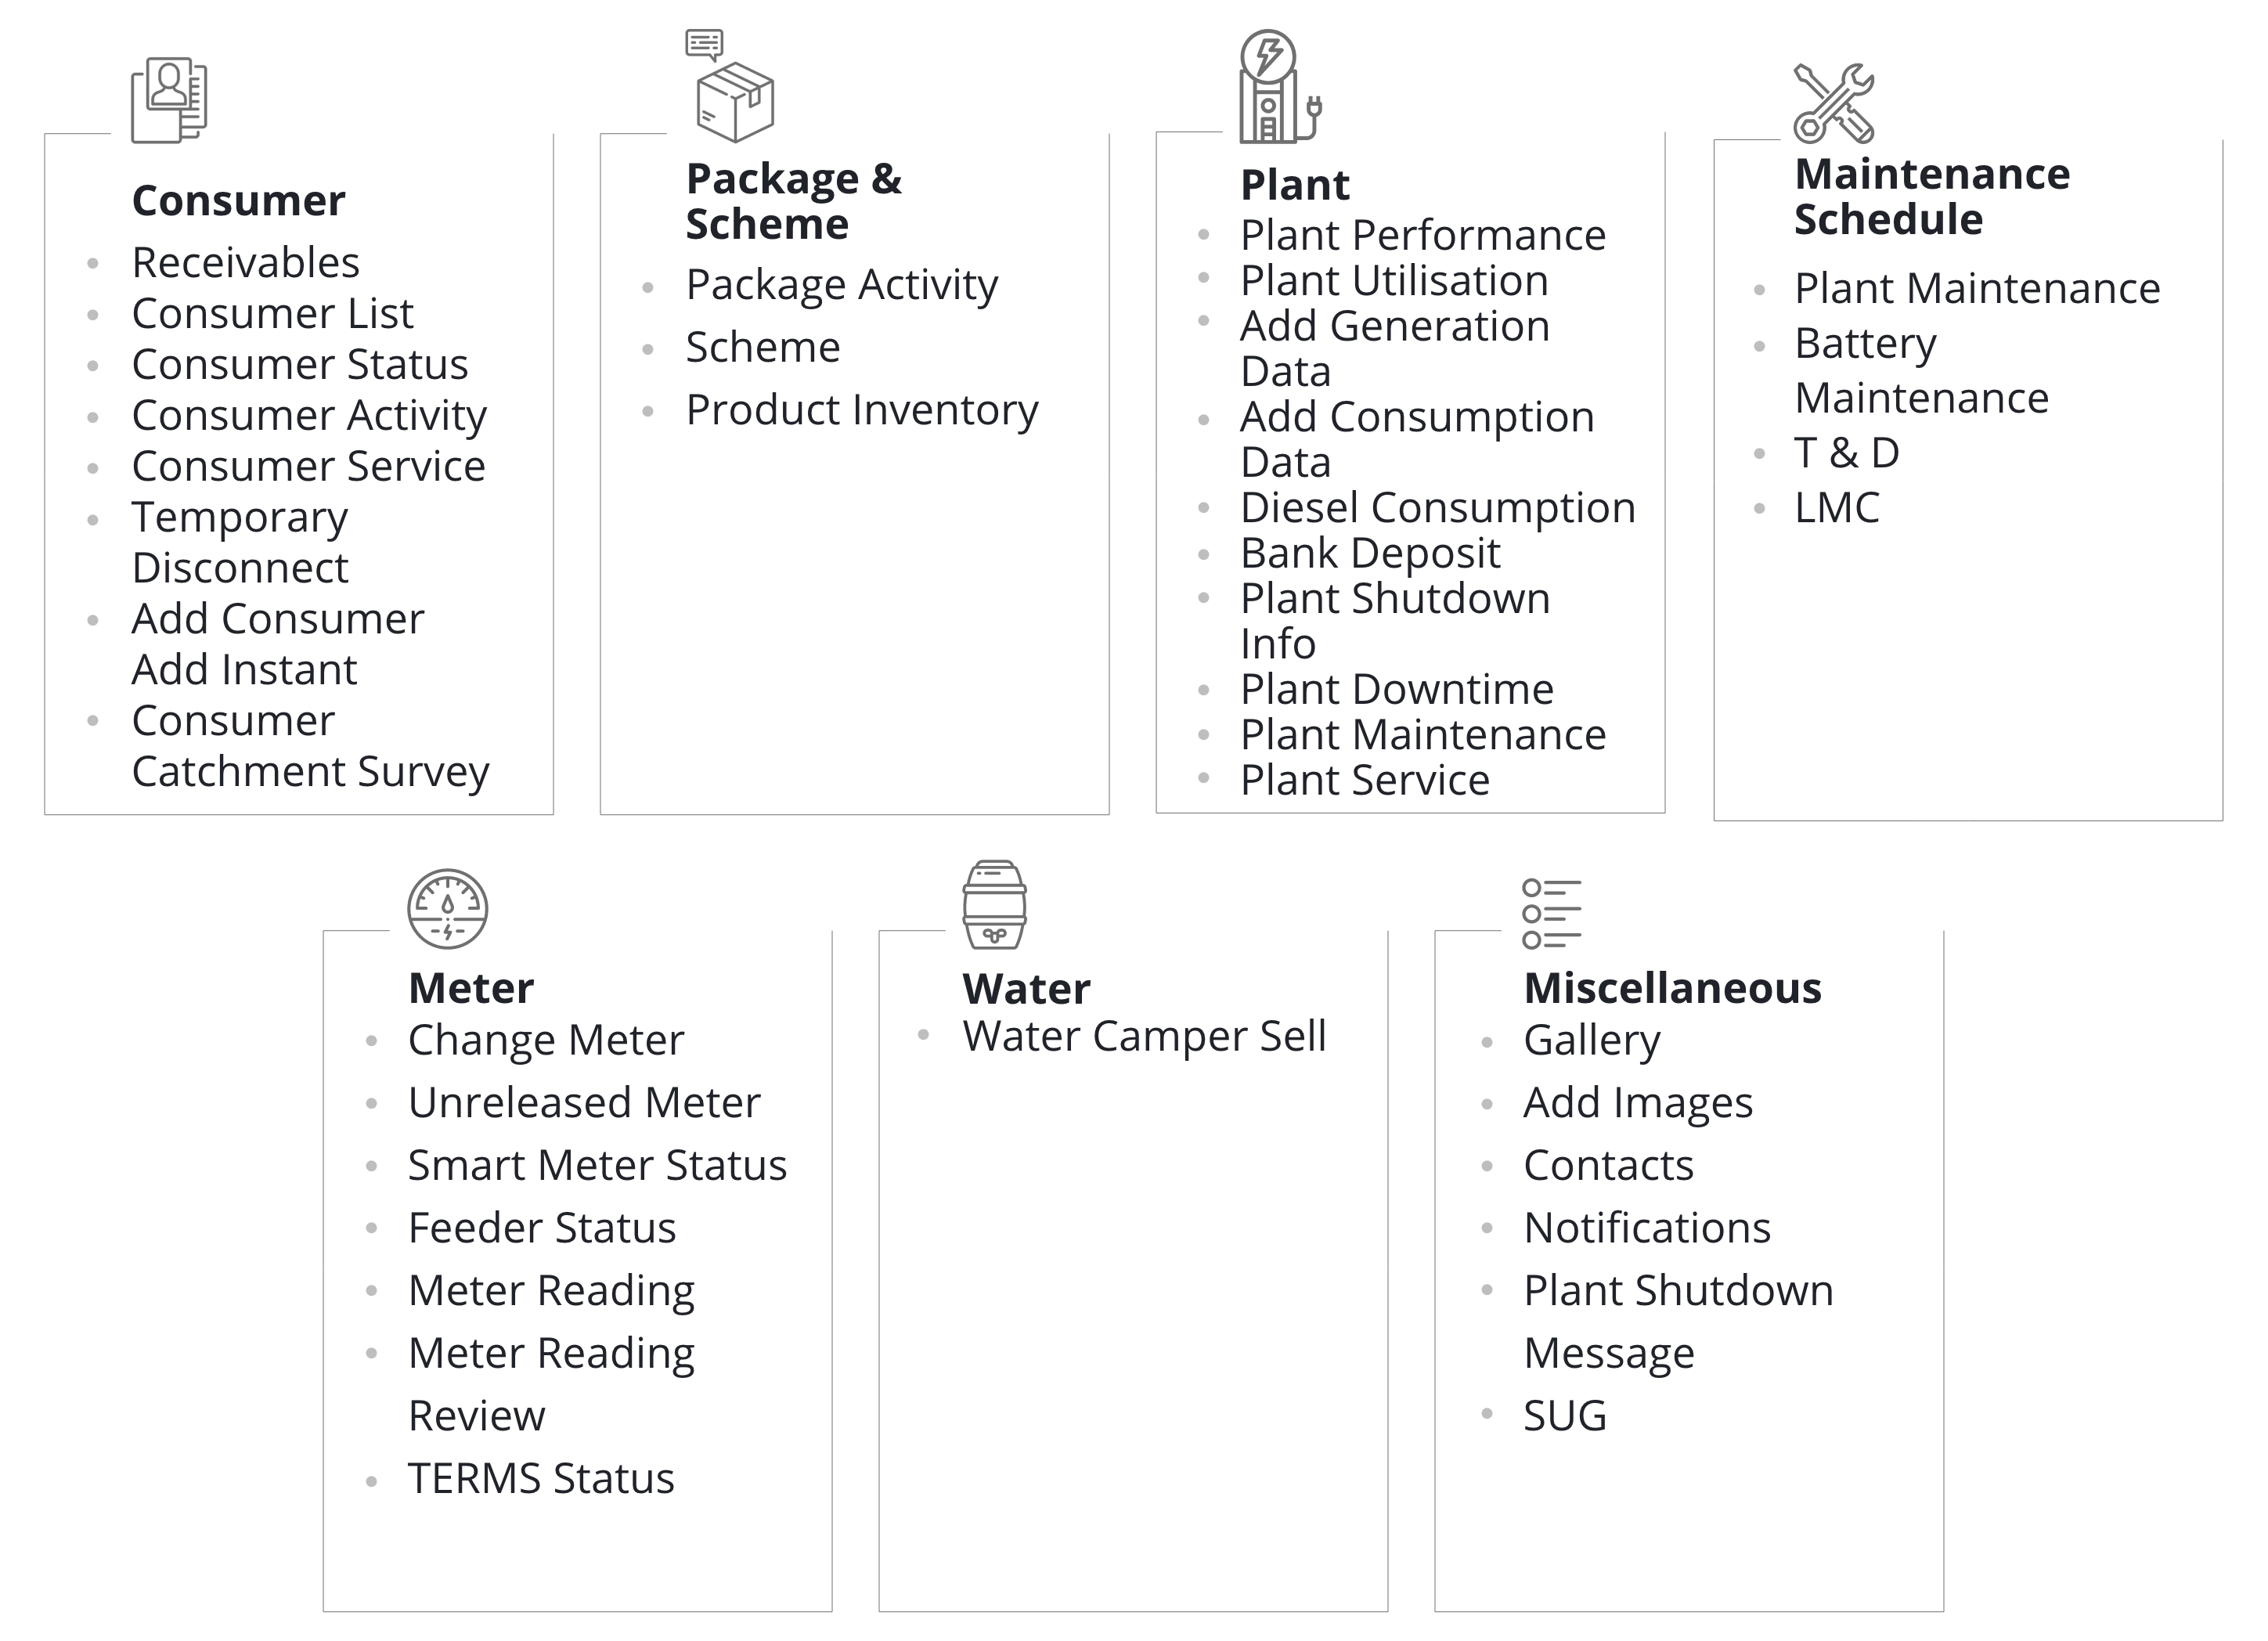 Consumer
Receivables
Consumer List
Consumer Status
Consumer Activity
Consumer Service
Temporary
Disconnect
Add Consumer
Add Instant
Consumer
Catchment Survey
Package &
Scheme
Package Activity
Scheme
Product Inventory
Plant
Plant Performance
Plant Utilisation
Add Generation
Data
Add Consumption
Data
Diesel Consumption
Bank Deposit
Plant Shutdown
Info
Plant Downtime
Plant Maintenance
Plant Service
Maintenance
Schedule
Plant Maintenance
Battery
Maintenance
T & D
LMC
Meter
Change Meter
Unreleased Meter
Smart Meter Status
Feeder Status
Meter Reading
Meter Reading
Review
TERMS Status
Water
Water Camper Sell
Miscellaneous
Gallery
Add Images
Contacts
Notifications
Plant Shutdown
Message
SUG